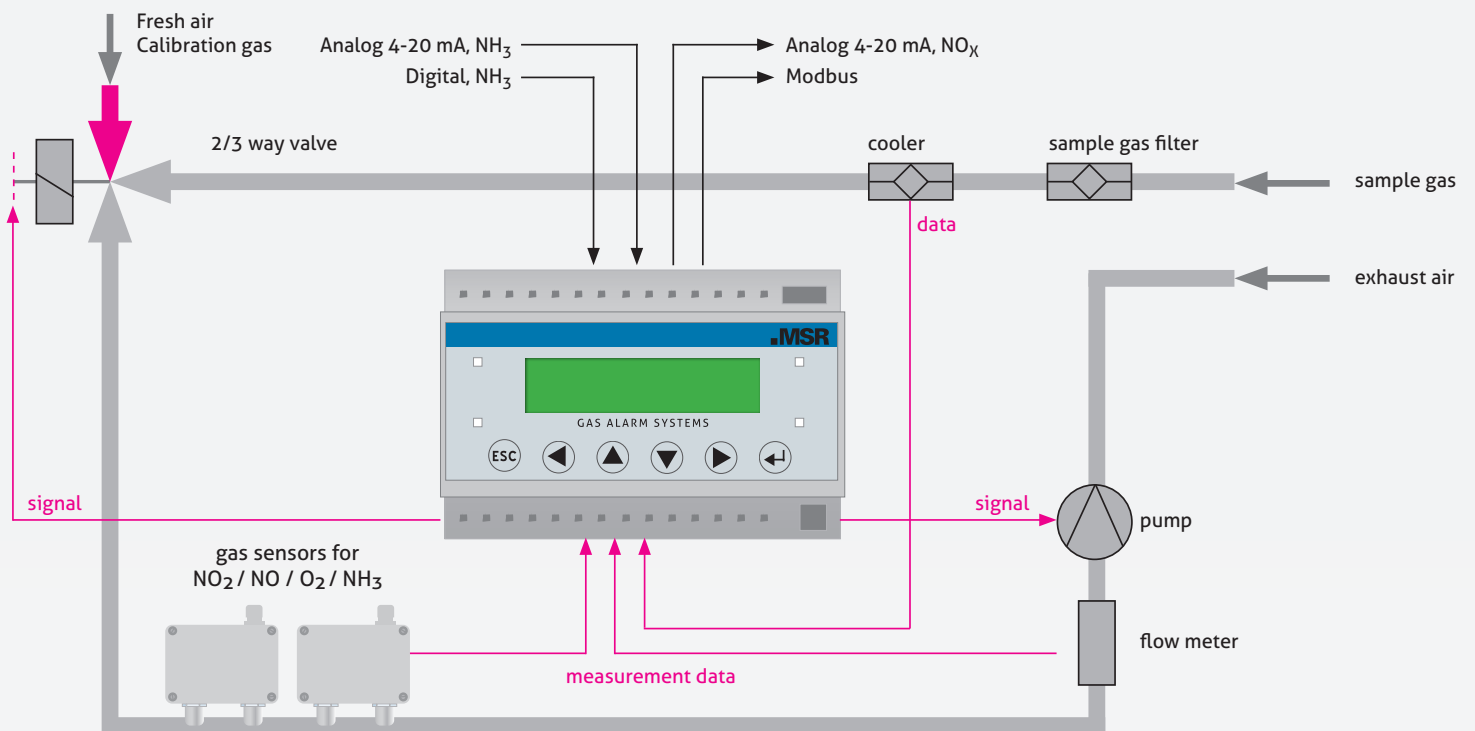 Fresh air
Calibration gas
Analog 4-20 mA, NH₃
Digital, NH₃
Analog 4-20 mA, NOₓ
Modbus
2/3 way valve
cooler
sample gas filter
sample gas
data
exhaust air
.MSR
GAS ALARM SYSTEMS
ESC
signal
signal
pump
gas sensors for
NO₂ / NO / O₂ / NH₃
flow meter
measurement data